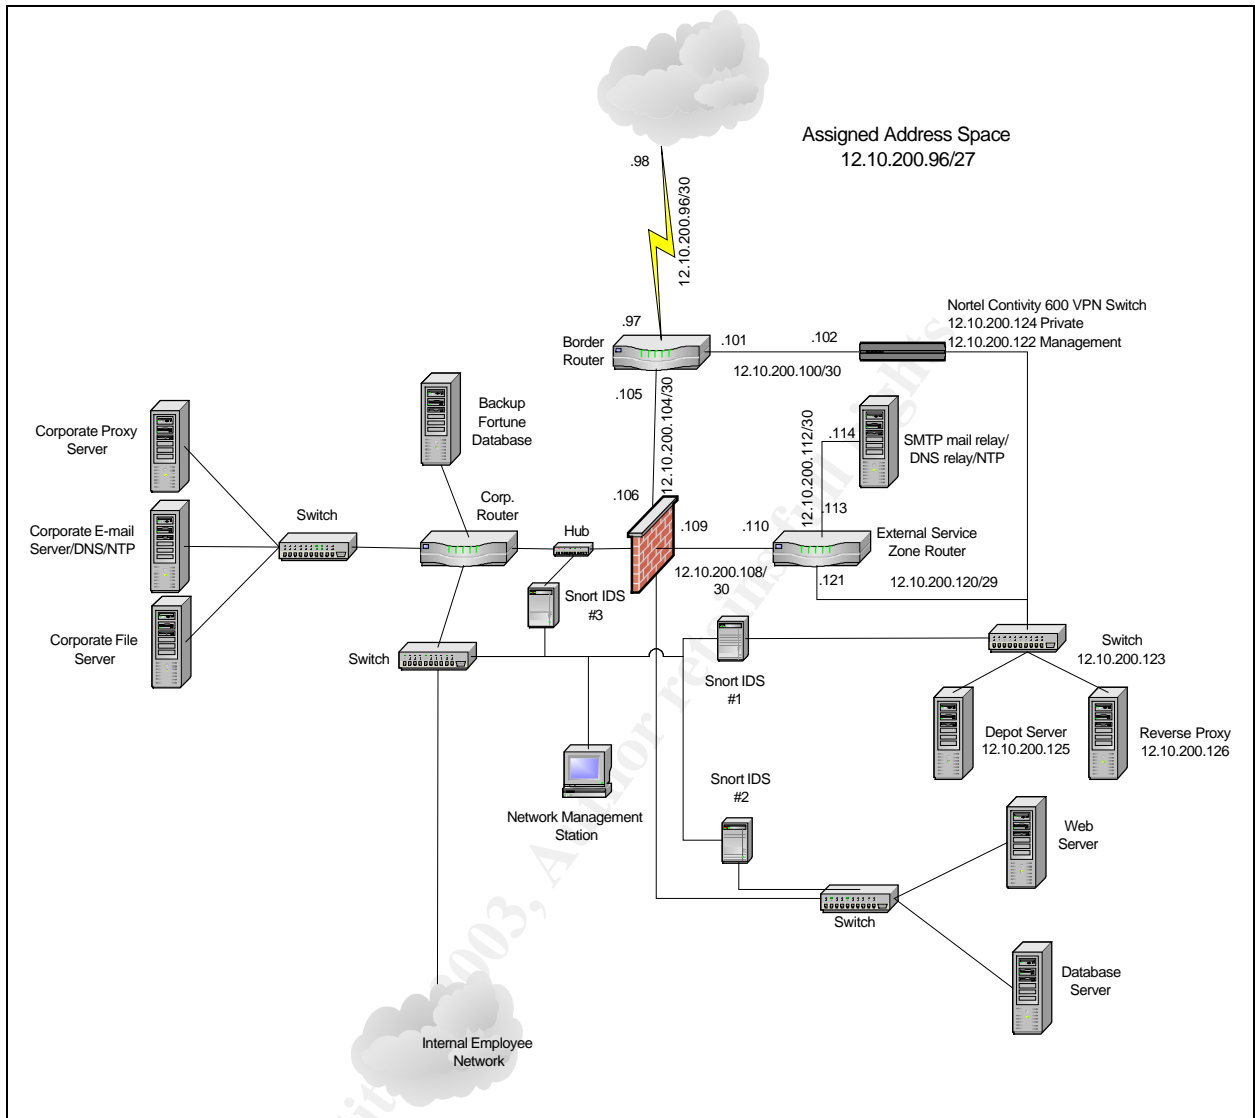 Assigned Address Space
12.10.200.96/27
.98
12.10.200.96/30
.97
Border
Router
.101
.102
12.10.200.100/30
Nortel Contivity 600 VPN Switch
12.10.200.124 Private
12.10.200.122 Management
.105
12.10.200.104/30
.106
Backup
Fortune
Database
Corporate Proxy
Server
Corporate E-mail
Server/DNS/NTP
Corporate File
Server
Switch
Corp.
Router
Hub
.109
.110
12.10.200.108/
30
12.10.200.112/30
.114
SMTP mail relay/
DNS relay/NTP
.113
External Service
Zone Router
.121
12.10.200.120/29
Snort IDS
#3
Switch
Snort IDS
#1
Switch
12.10.200.123
Depot Server
12.10.200.125
Reverse Proxy
12.10.200.126
Network Management
Station
Snort IDS
#2
Web
Server
Switch
Database
Server
Internal Employee
Network
2003, Author retains full rights